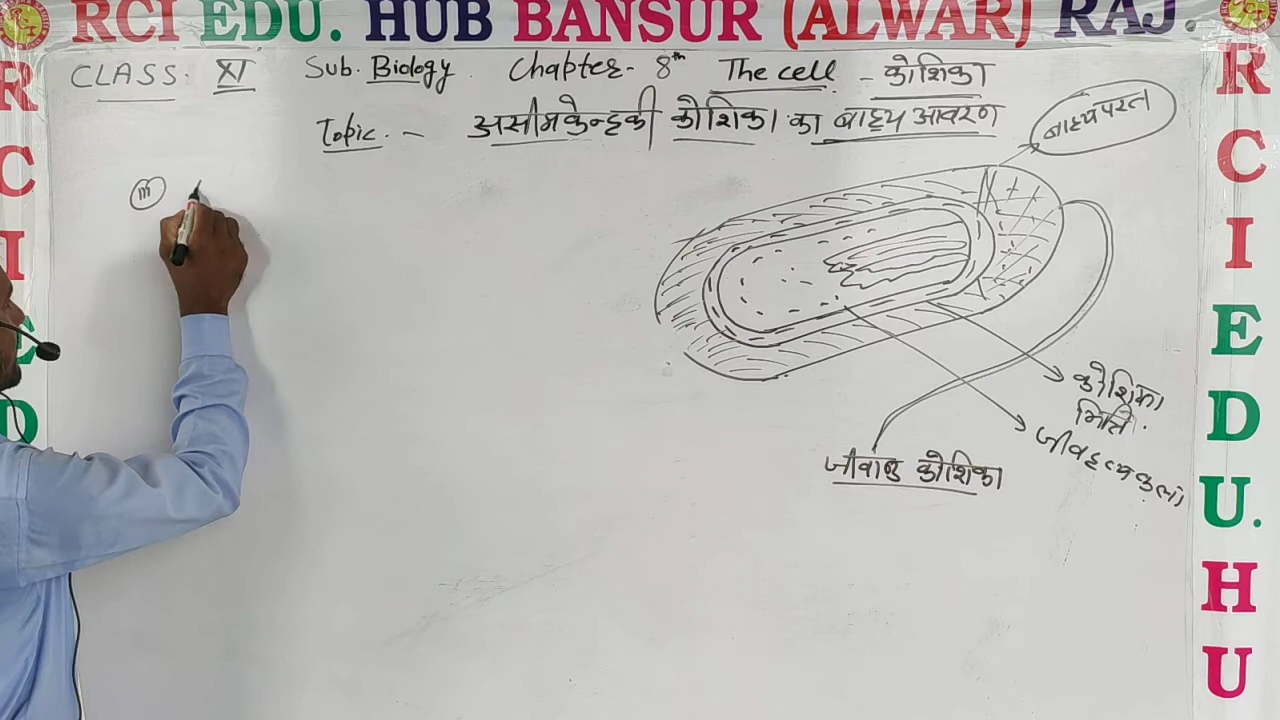 RCI EDU. HUB BANSUR (ALWAR) RAJ.
CLASS. XI Sub. Biology. Chapter- 8th The cell - कोशिका
Topic. - असीमकेन्द्रकी कोशिका का बाह्य आवरण
बाह्यपरत
(iii)
कोशिका
भित्ति.
जीवद्रव्यकला
जीवाणु कोशिका
R C I E D
R C I E D U. H U